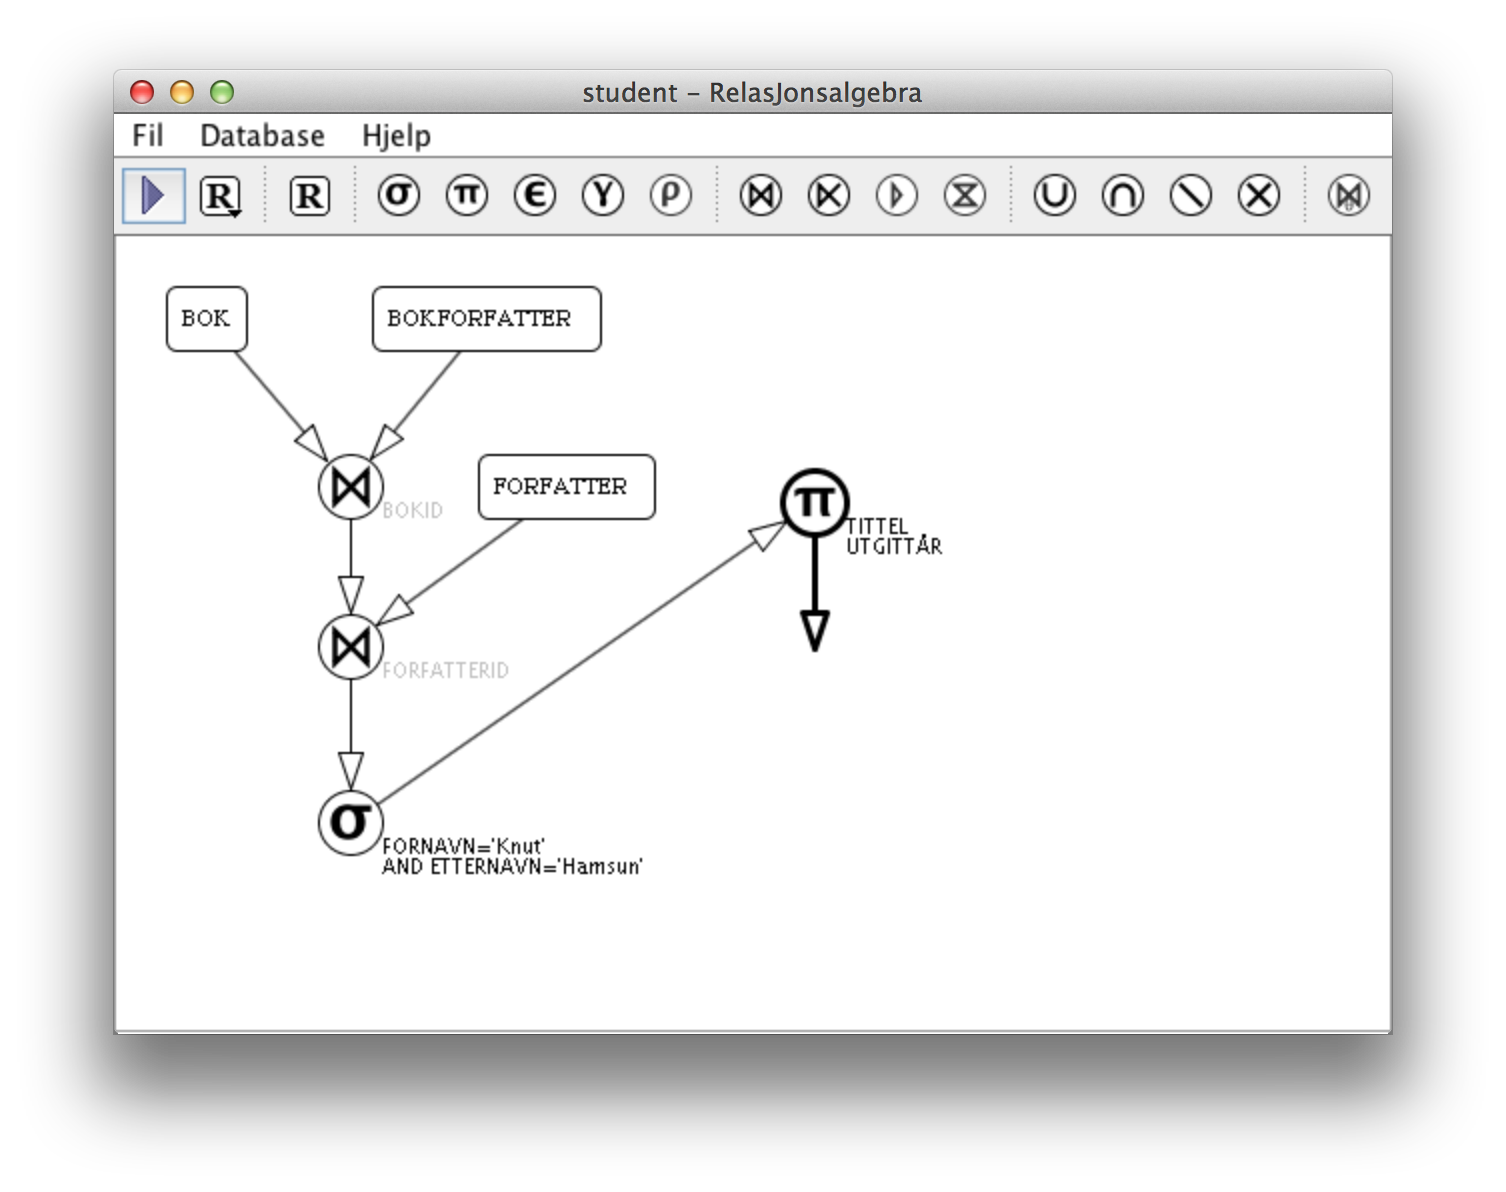 student – RelasJonsalgebra
Fil Database Hjelp
R R σ π ϵ γ ρ ⋈ ⋉ ▷ ⧖ ∪ ∩ \ ×
BOK BOKFORFATTER
⋈ BOKID
FORFATTER
π TITTEL
UTGITTÅR
⋈ FORFATTERID
σ FORNAVN='Knut'
AND ETTERNAVN='Hamsun'